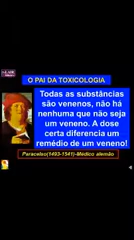 O PAI DA TOXICOLOGIA
Todas as substâncias
são venenos, não há
nenhuma que não seja
um veneno. A dose
certa diferencia um
remédio de um veneno!
Paracelso(1493-1541)-Médico alemão